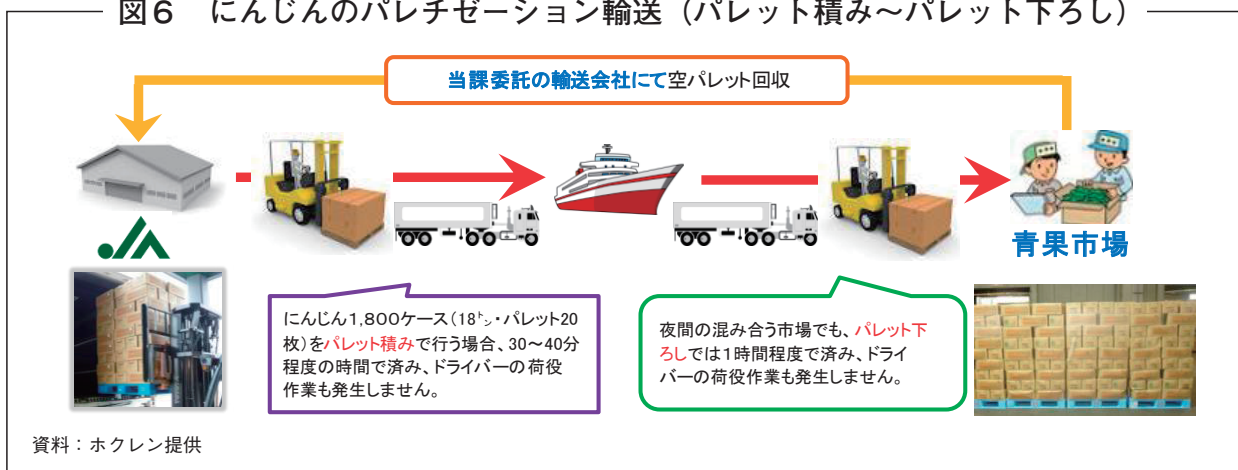 図6 にんじんのパレチゼーション輸送（パレット積み～パレット下ろし）
当課委託の輸送会社にて空パレット回収
JA
青果市場
にんじん1,800ケース（18㌧・パレット20
枚）をパレット積みで行う場合、30～40分
程度の時間で済み、ドライバーの荷役
作業も発生しません。
夜間の混み合う市場でも、パレット下
ろしでは1時間程度で済み、ドライ
バーの荷役作業も発生しません。
資料：ホクレン提供